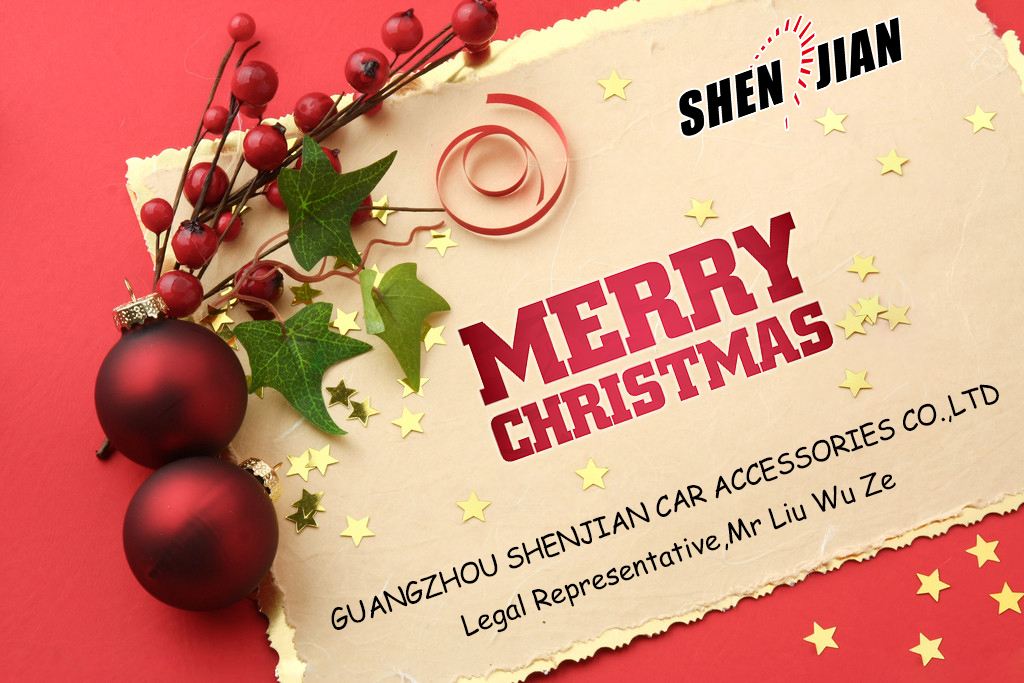 SHEN JIAN
MERRY
CHRISTMAS
GUANGZHOU SHENJIAN CAR ACCESSORIES CO.,LTD
Legal Representative,Mr Liu Wu Ze